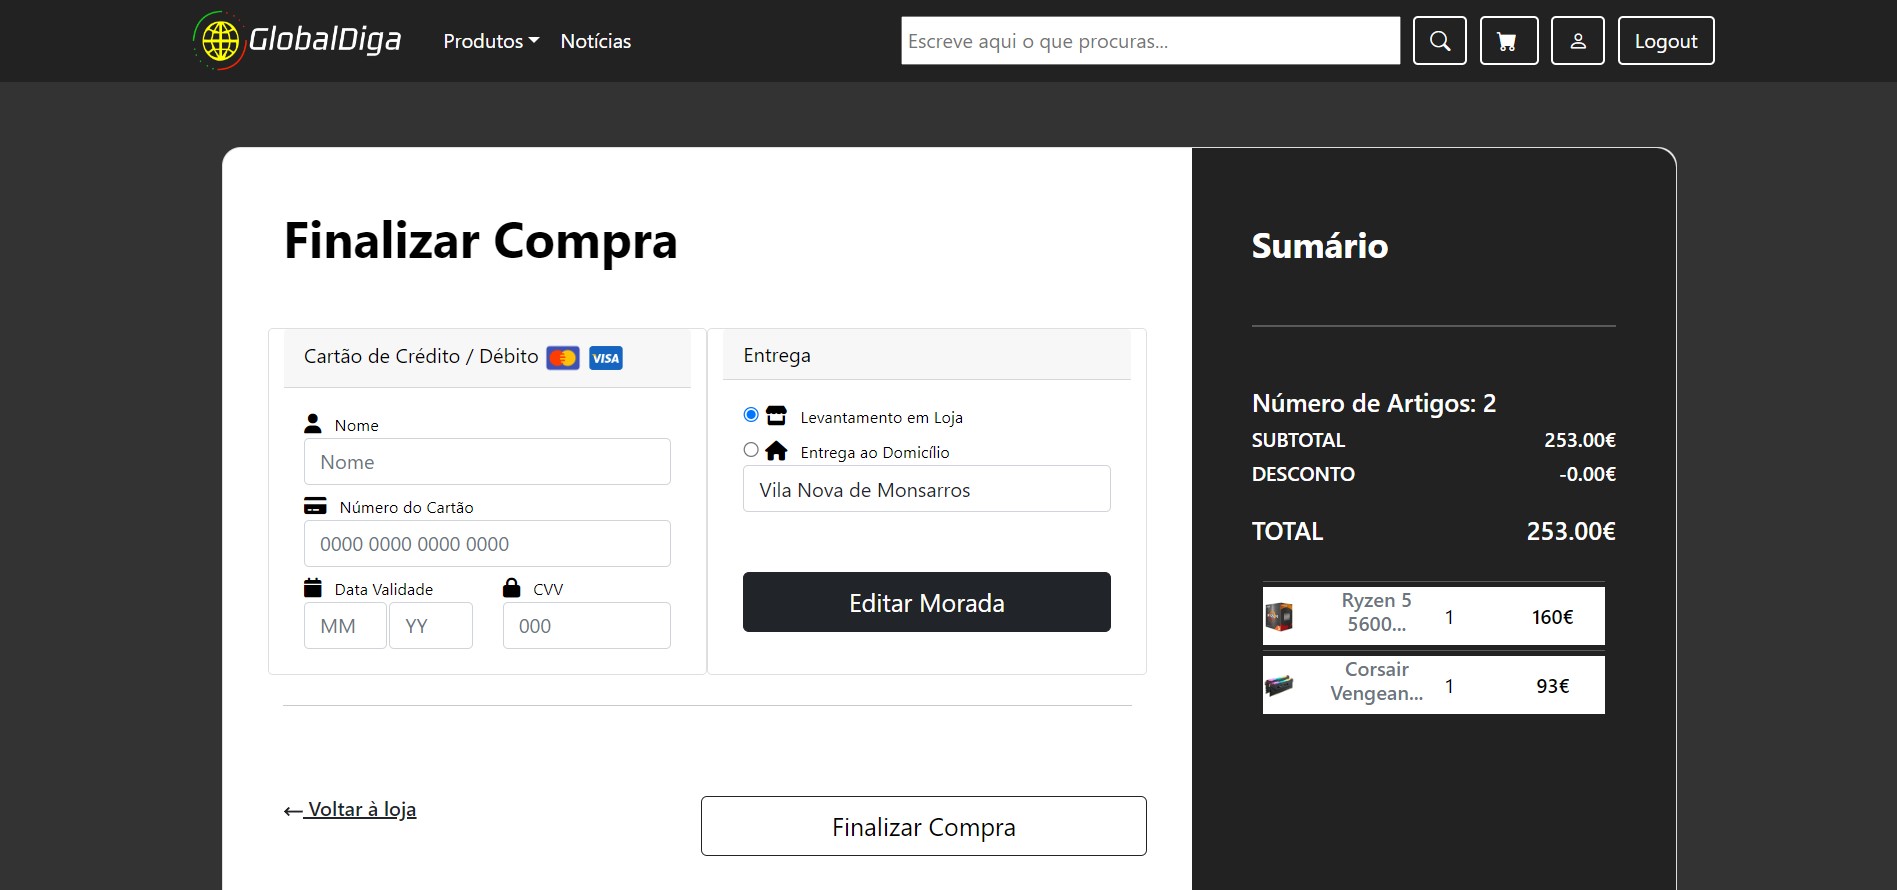 GlobalDiga
Produtos
Notícias
Escreve aqui o que procuras...
Logout
Finalizar Compra
Cartão de Crédito / Débito VISA
Nome
Nome
Número do Cartão
0000 0000 0000 0000
Data Validade
CVV
MM
YY
000
Entrega
Levantamento em Loja
Entrega ao Domicílio
Vila Nova de Monsarros
Editar Morada
← Voltar à loja
Finalizar Compra
Sumário
Número de Artigos: 2
SUBTOTAL 253.00€
DESCONTO -0.00€
TOTAL 253.00€
Ryzen 5
5600...
1
160€
Corsair
Vengean...
1
93€